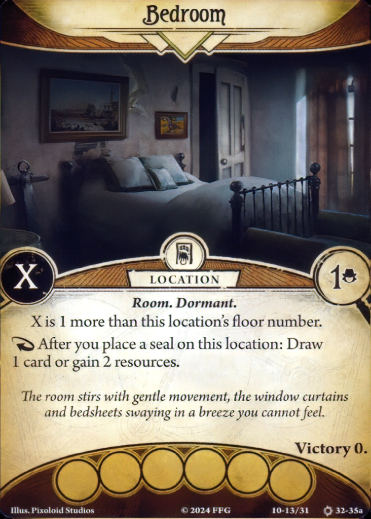 Bedroom
X
LOCATION
1
Room. Dormant.
X is 1 more than this location's floor number.
After you place a seal on this location: Draw
1 card or gain 2 resources.
The room stirs with gentle movement, the window curtains
and bedsheets swaying in a breeze you cannot feel.
Victory 0.
Illus. Pixoloid Studios © 2024 FFG 10-13/31 32-35a